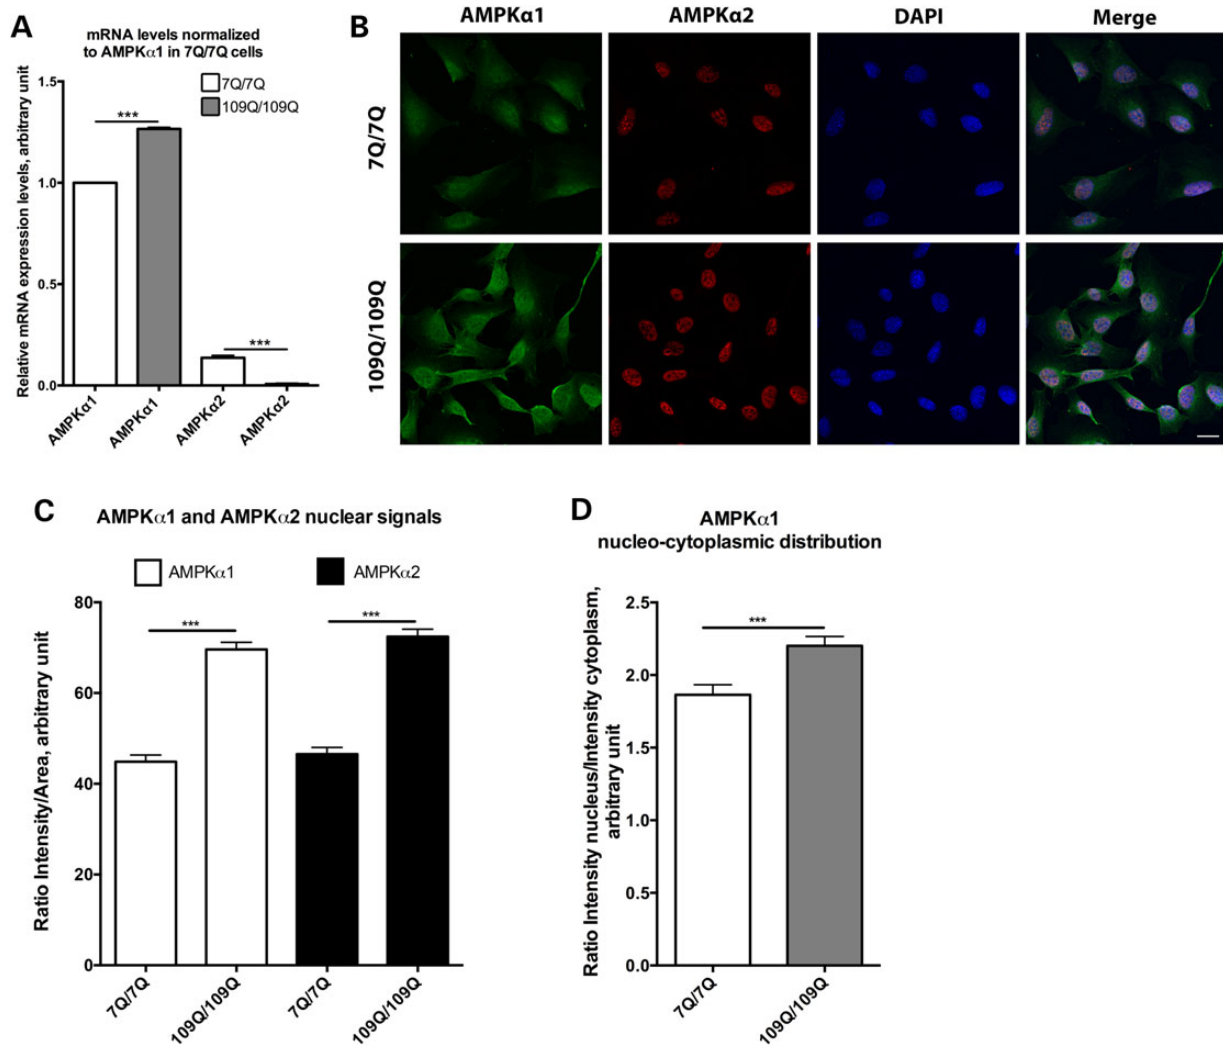 A
mRNA levels normalized
to AMPKα1 in 7Q/7Q cells
Relative mRNA expression levels, arbitrary unit
1.5
1.0
0.5
0.0
7Q/7Q
109Q/109Q
***
***
AMPKα1
AMPKα1
AMPKα2
AMPKα2
B
AMPKα1
AMPKα2
DAPI
Merge
7Q/7Q
109Q/109Q
C
AMPKα1 and AMPKα2 nuclear signals
AMPKα1
AMPKα2
Ratio Intensity/Area, arbitrary unit
80
60
40
20
0
***
***
7Q/7Q
109Q/109Q
7Q/7Q
109Q/109Q
D
AMPKα1
nucleo-cytoplasmic distribution
Ratio Intensity nucleus/Intensity cytoplasm,
arbitrary unit
2.5
2.0
1.5
1.0
0.5
0.0
***
7Q/7Q
109Q/109Q